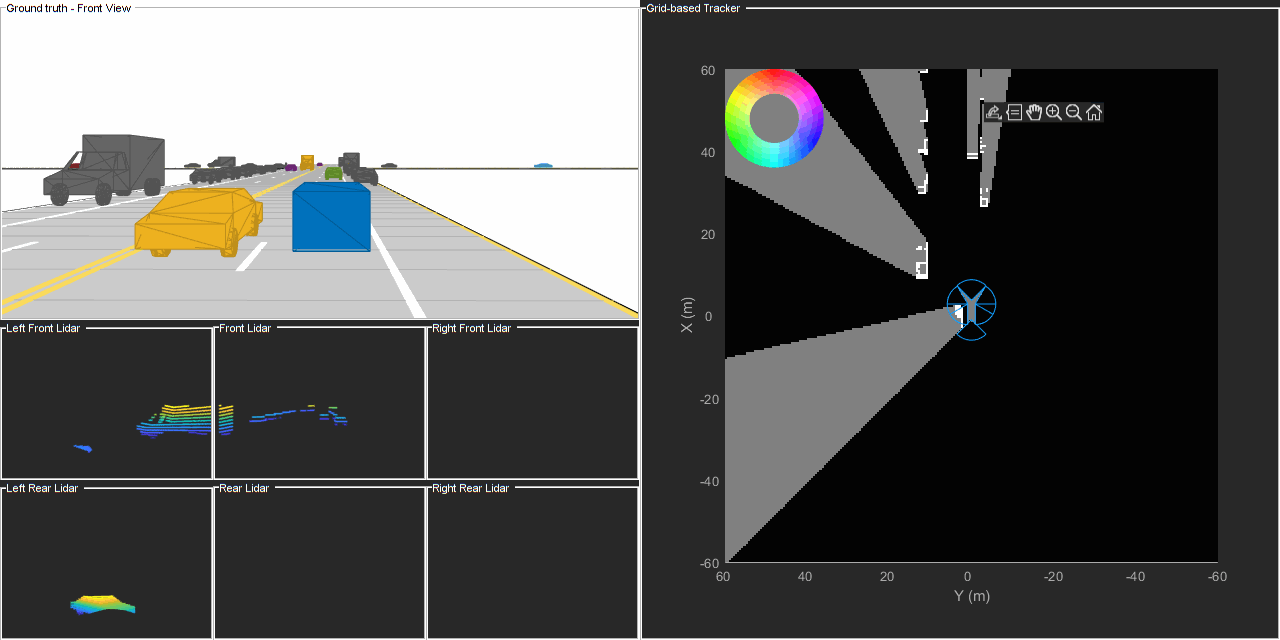 Ground truth - Front View
Grid-based Tracker
Left Front Lidar
Front Lidar
Right Front Lidar
Left Rear Lidar
Rear Lidar
Right Rear Lidar
60
40
20
0
-20
-40
-60
X (m)
60
40
20
0
-20
-40
-60
Y (m)